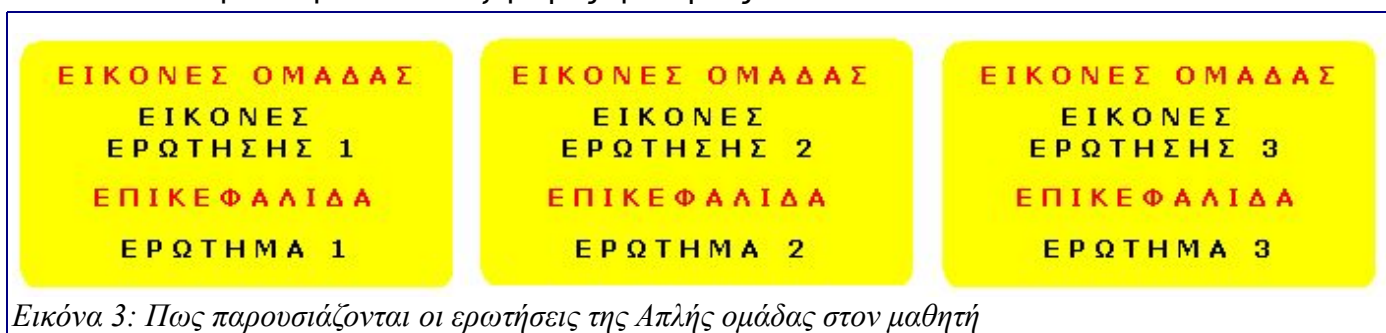 ΕΙΚΟΝΕΣ ΟΜΑΔΑΣ
ΕΙΚΟΝΕΣ
ΕΡΩΤΗΣΗΣ 1
ΕΠΙΚΕΦΑΛΙΔΑ
ΕΡΩΤΗΜΑ 1
ΕΙΚΟΝΕΣ ΟΜΑΔΑΣ
ΕΙΚΟΝΕΣ
ΕΡΩΤΗΣΗΣ 2
ΕΠΙΚΕΦΑΛΙΔΑ
ΕΡΩΤΗΜΑ 2
ΕΙΚΟΝΕΣ ΟΜΑΔΑΣ
ΕΙΚΟΝΕΣ
ΕΡΩΤΗΣΗΣ 3
ΕΠΙΚΕΦΑΛΙΔΑ
ΕΡΩΤΗΜΑ 3
Εικόνα 3: Πως παρουσιάζονται οι ερωτήσεις της Απλής ομάδας στον μαθητή